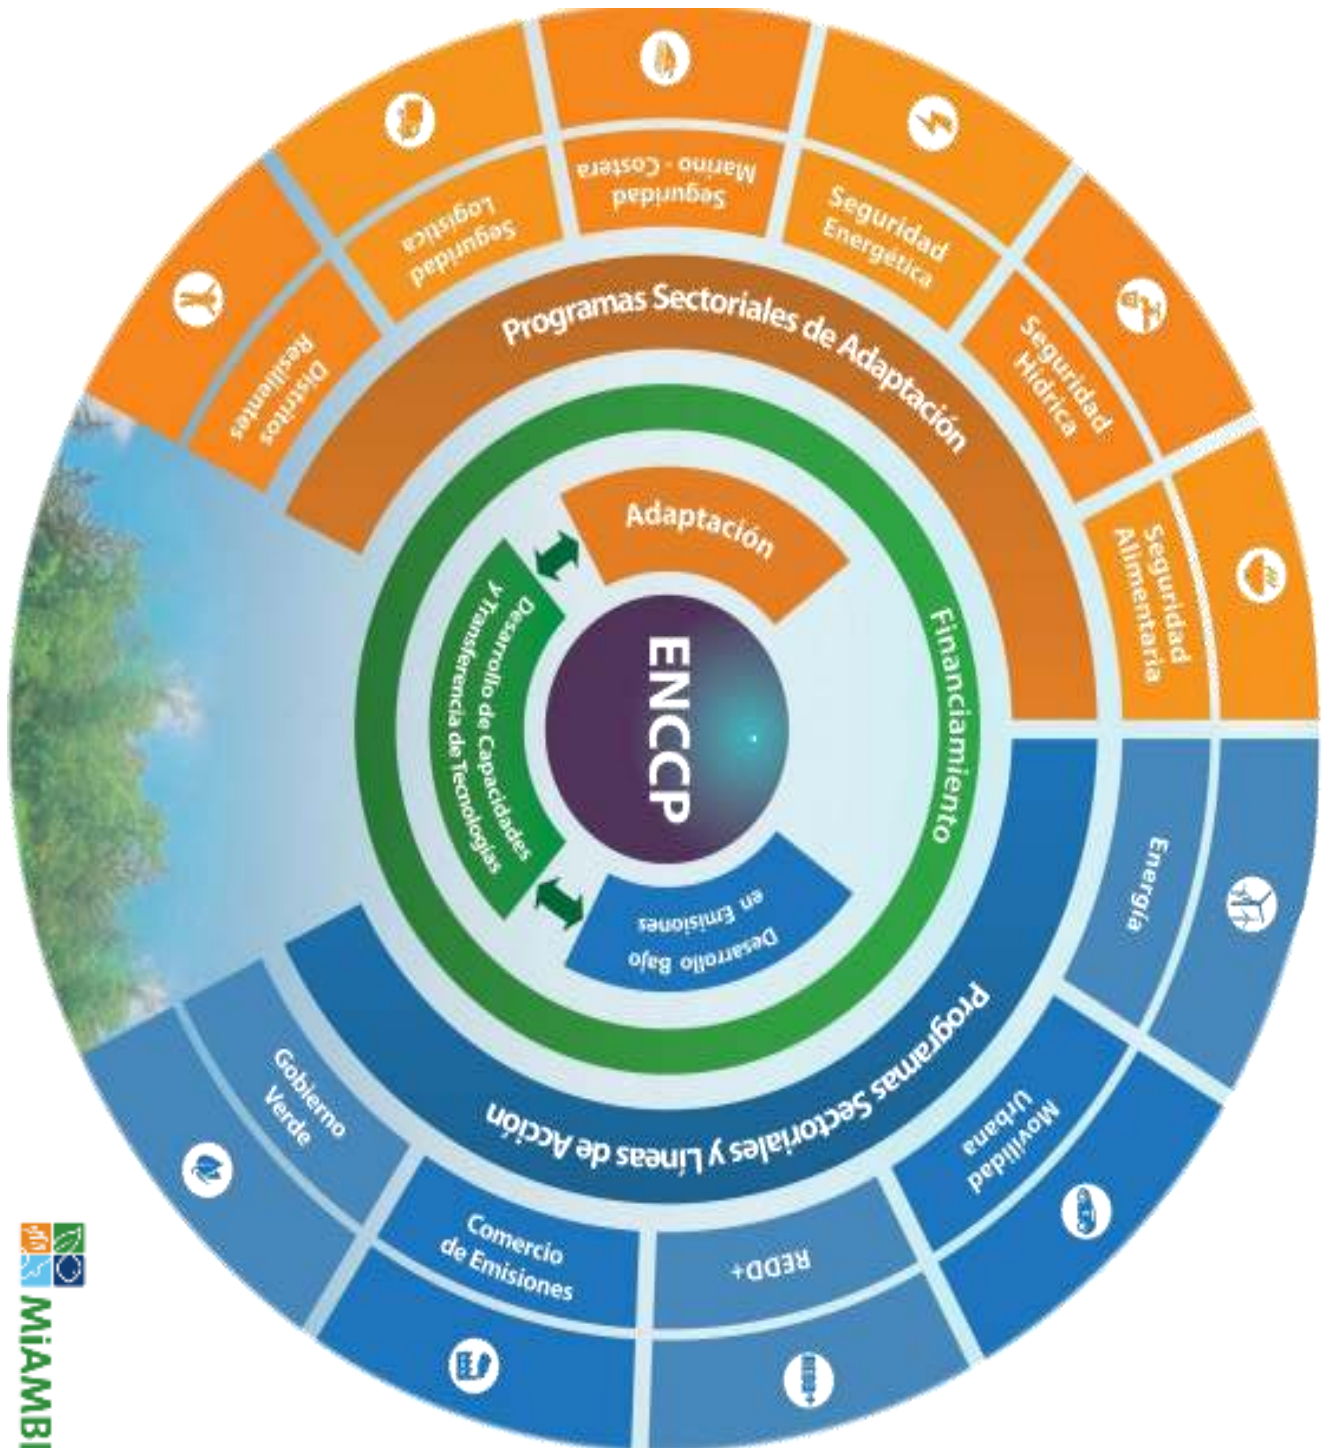 ENCCP
Adaptación
Desarrollo Bajo
en Emisiones
Desarrollo de Capacidades
y Transferencia de Tecnologías
Financiamiento
Programas Sectoriales de Adaptación
Distritos
Resilientes
Seguridad
Logística
Seguridad
Marino - Costera
Seguridad
Energética
Seguridad
Hídrica
Seguridad
Alimentaria
Programas Sectoriales y Líneas de Acción
Energía
Movilidad
Urbana
REDD+
REDD+
Comercio
de Emisiones
Gobierno
Verde
MiAMBI